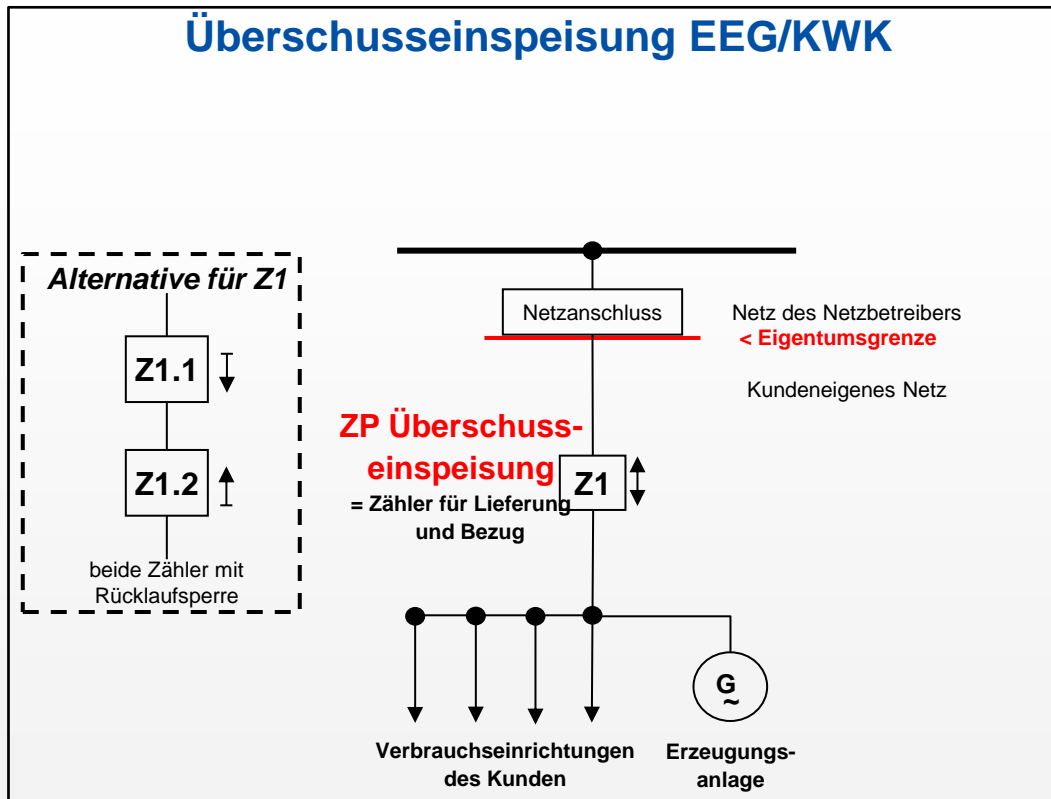 Überschusseinspeisung EEG/KWK
Alternative für Z1
Z1.1
Z1.2
beide Zähler mit
Rücklaufsperre
Netzanschluss
Netz des Netzbetreibers
< Eigentumsgrenze
Kundeneigenes Netz
ZP Überschuss-
einspeisung
= Zähler für Lieferung
und Bezug
Z1
G
~
Verbrauchseinrichtungen
des Kunden
Erzeugungs-
anlage